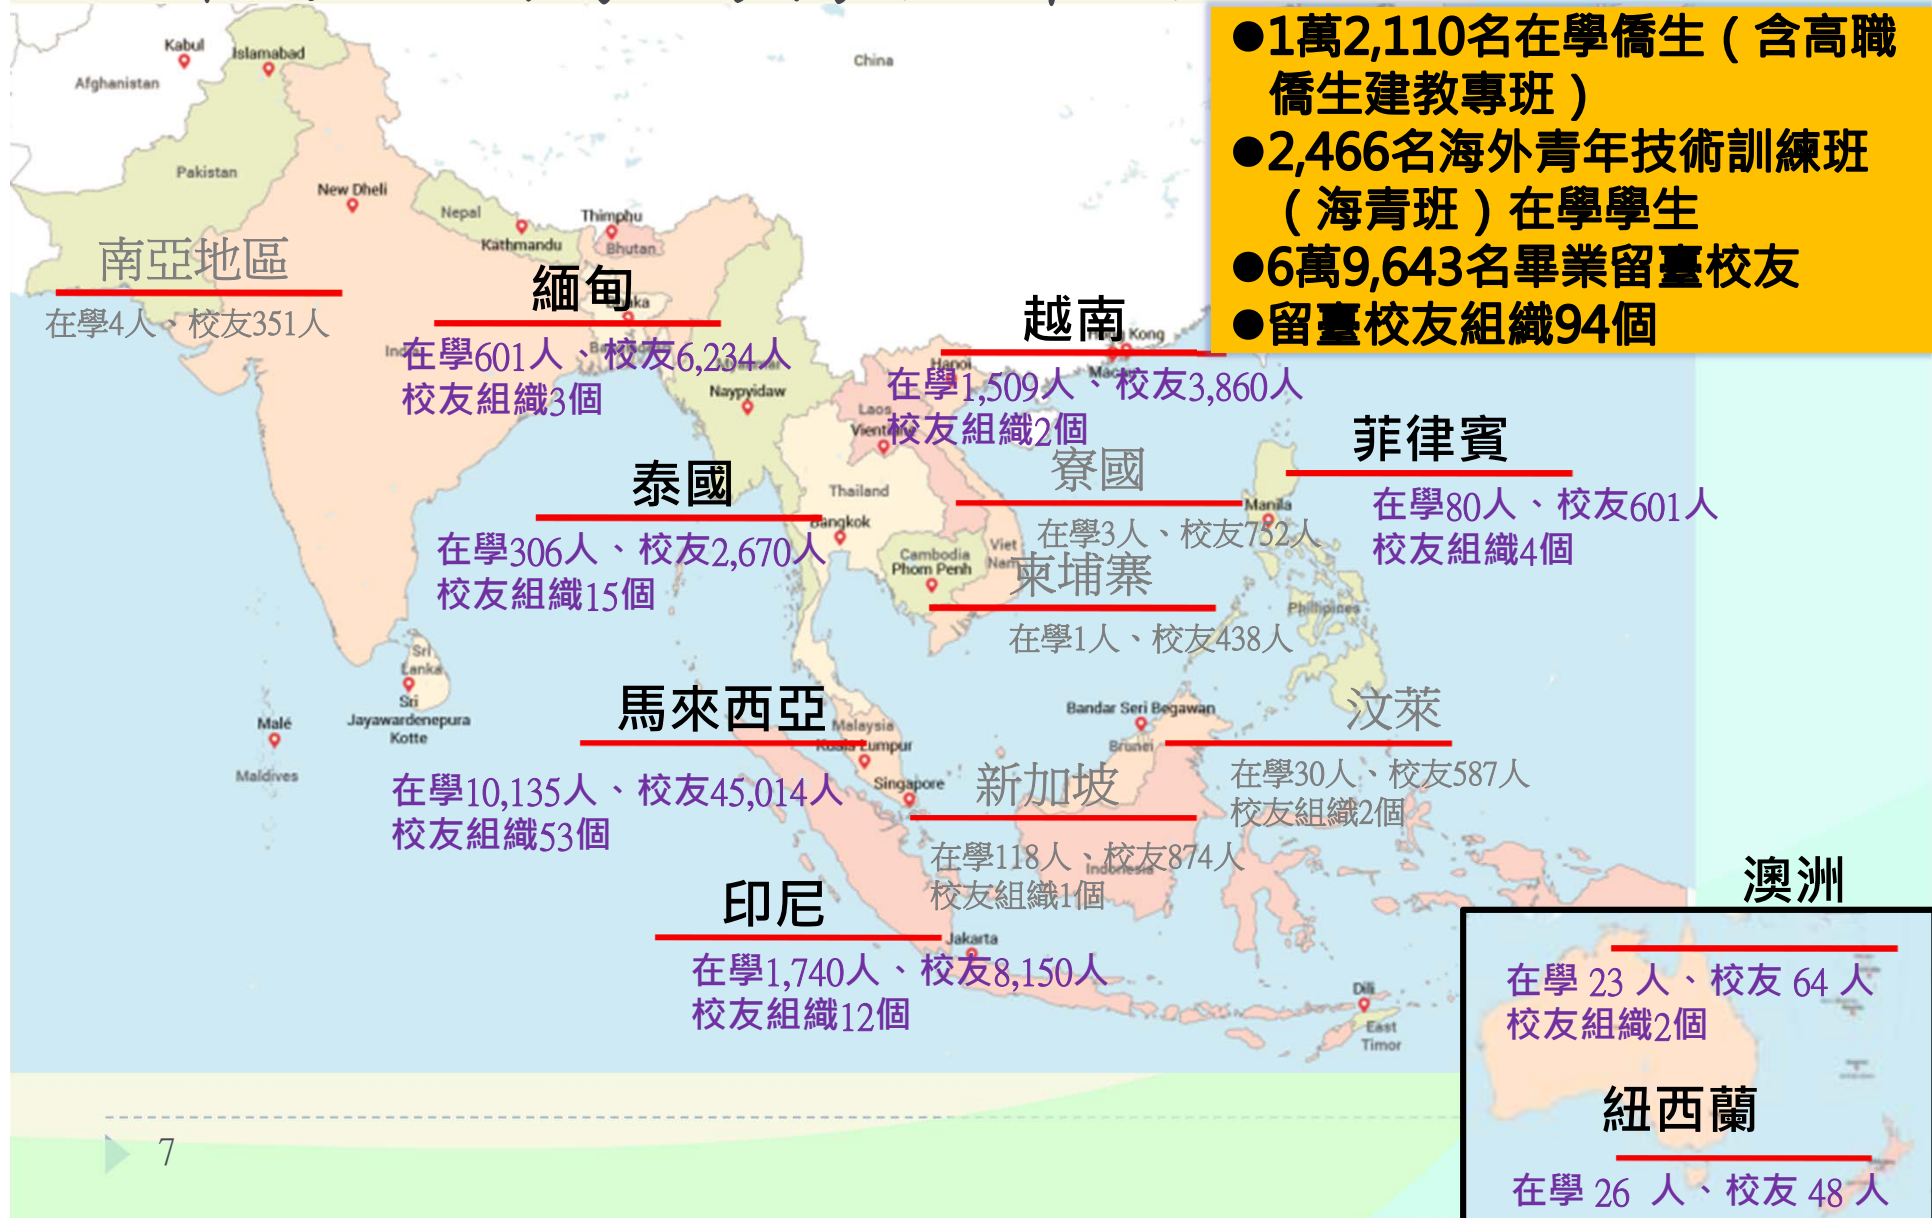 ●1萬2,110名在學僑生（含高職
僑生建教專班）
●2,466名海外青年技術訓練班
（海青班）在學學生
●6萬9,643名畢業留臺校友
●留臺校友組織94個
Kabul
Islamabad
Afghanistan
China
Pakistan
New Dheli
Nepal
Kathmandu
Thimphu
Bhutan
南亞地區
在學4人、校友351人
緬甸
在學601人、校友6,234人
校友組織3個
Naypyidaw
越南
Kong
Hanoi
在學1,509人、校友3,860人
校友組織2個
Laos
菲律賓
在學80人、校友601人
校友組織4個
Manila
Philipines
寮國
在學3人、校友752人
泰國
在學306人、校友2,670人
校友組織15個
Thailand
Bangkok
Cambodia
Phom Penh
Viet
Nam
柬埔寨
在學1人、校友438人
Sri
Lanka
Sri
Jayawardenepura
Kotte
Malé
Maldives
馬來西亞
在學10,135人、校友45,014人
校友組織53個
Malaysia
Kuala Lumpur
Singapore
Bandar Seri Begawan
Brunei
汶萊
在學30人、校友587人
校友組織2個
新加坡
在學118人、校友874人
校友組織1個
Indonesia
印尼
在學1,740人、校友8,150人
校友組織12個
Jakarta
Dili
East
Timor
澳洲
在學 23 人、校友 64 人
校友組織2個
紐西蘭
在學 26 人、校友 48 人
7